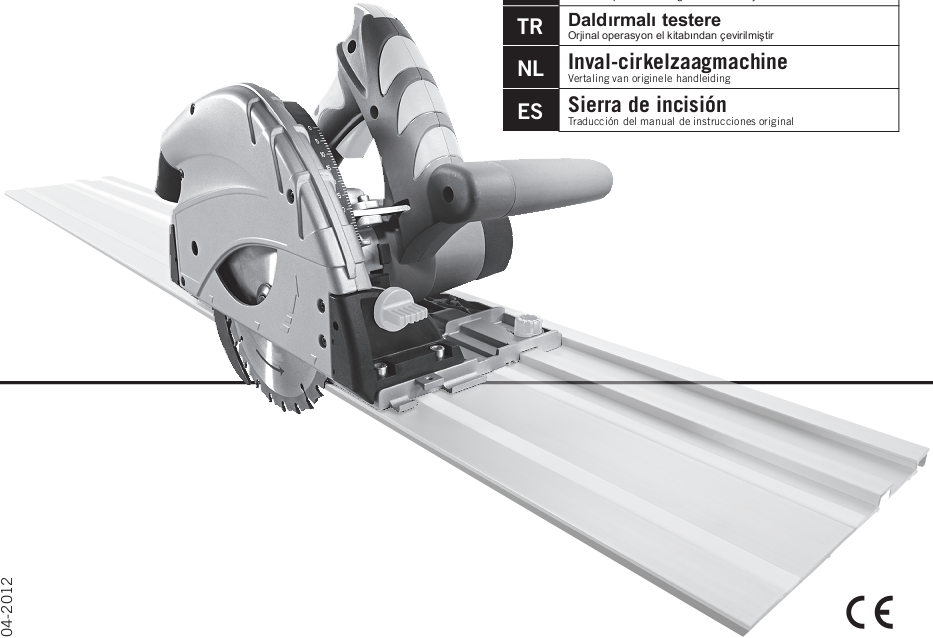 TR
Daldırmalı testere
Orjinal operasyon el kitabından çevirilmiştir
NL
Inval-cirkelzaagmachine
Vertaling van originele handleiding
ES
Sierra de incisión
Traducción del manual de instrucciones original
04-2012
CE